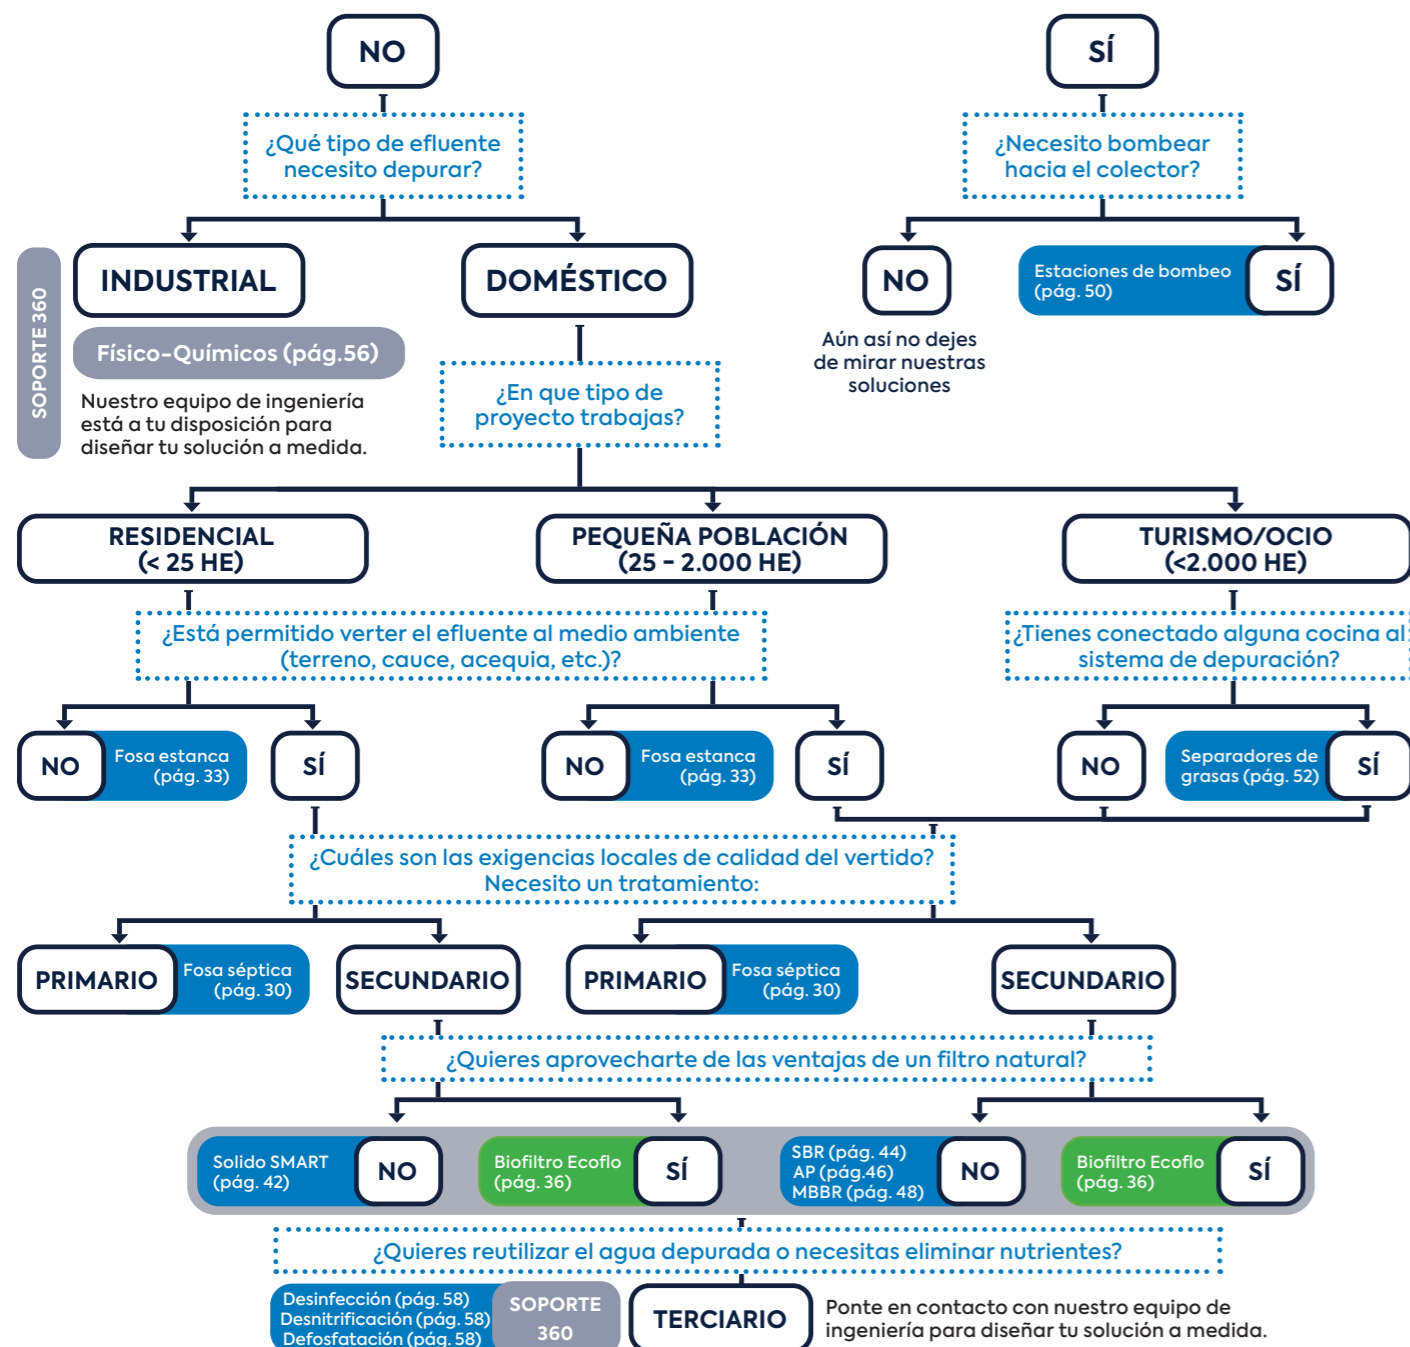 NO
SÍ
¿Qué tipo de efluente
necesito depurar?
¿Necesito bombear
hacia el colector?
SOPORTE 360
INDUSTRIAL
DOMÉSTICO
NO
Estaciones de bombeo
(pág. 50)
SÍ
Físico-Químicos (pág.56)
Nuestro equipo de ingeniería
está a tu disposición para
diseñar tu solución a medida.
¿En que tipo de
proyecto trabajas?
Aún así no dejes
de mirar nuestras
soluciones
RESIDENCIAL
(< 25 HE)
PEQUEÑA POBLACIÓN
(25 - 2.000 HE)
TURISMO/OCIO
(<2.000 HE)
¿Está permitido verter el efluente al medio ambiente
(terreno, cauce, acequia, etc.)?
¿Tienes conectado alguna cocina al
sistema de depuración?
NO
Fosa estanca
(pág. 33)
SÍ
NO
Fosa estanca
(pág. 33)
SÍ
NO
Separadores de
grasas (pág. 52)
SÍ
¿Cuáles son las exigencias locales de calidad del vertido?
Necesito un tratamiento:
PRIMARIO
Fosa séptica
(pág. 30)
SECUNDARIO
PRIMARIO
Fosa séptica
(pág. 30)
SECUNDARIO
¿Quieres aprovecharte de las ventajas de un filtro natural?
Solido SMART
(pág. 42)
NO
Biofiltro Ecoflo
(pág. 36)
SÍ
SBR (pág. 44)
AP (pág.46)
MBBR (pág. 48)
NO
Biofiltro Ecoflo
(pág. 36)
SÍ
¿Quieres reutilizar el agua depurada o necesitas eliminar nutrientes?
Desinfección (pág. 58)
Desnitrificación (pág. 58)
Defosfatación (pág. 58)
SOPORTE
360
TERCIARIO
Ponte en contacto con nuestro equipo de
ingeniería para diseñar tu solución a medida.